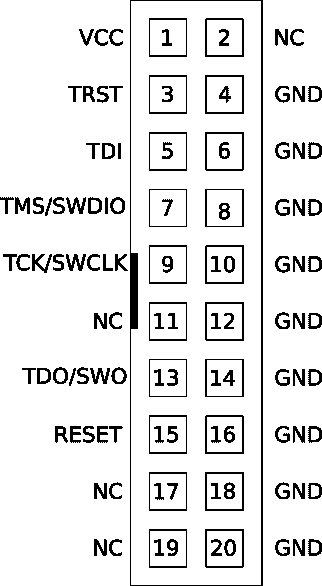 VCC 1 2 NC
TRST 3 4 GND
TDI 5 6 GND
TMS/SWDIO 7 8 GND
TCK/SWCLK 9 10 GND
NC 11 12 GND
TDO/SWO 13 14 GND
RESET 15 16 GND
NC 17 18 GND
NC 19 20 GND